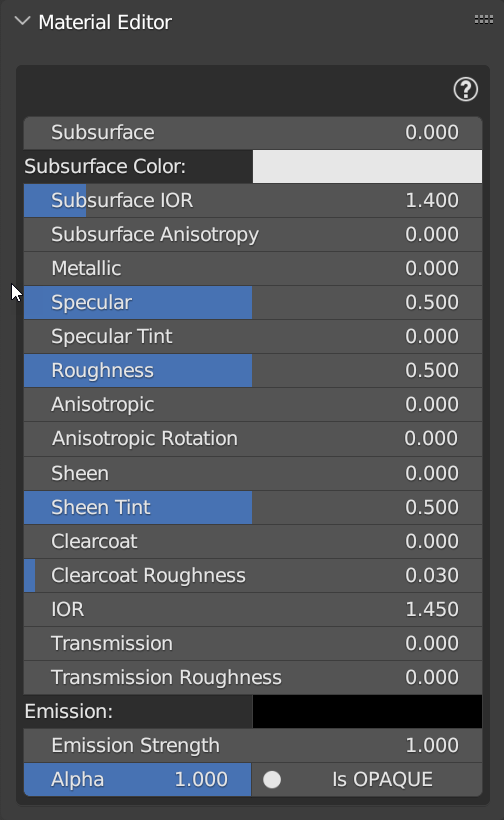 Material Editor
?
Subsurface 0.000
Subsurface Color:
Subsurface IOR 1.400
Subsurface Anisotropy 0.000
Metallic 0.000
Specular 0.500
Specular Tint 0.000
Roughness 0.500
Anisotropic 0.000
Anisotropic Rotation 0.000
Sheen 0.000
Sheen Tint 0.500
Clearcoat 0.000
Clearcoat Roughness 0.030
IOR 1.450
Transmission 0.000
Transmission Roughness 0.000
Emission:
Emission Strength 1.000
Alpha 1.000 Is OPAQUE